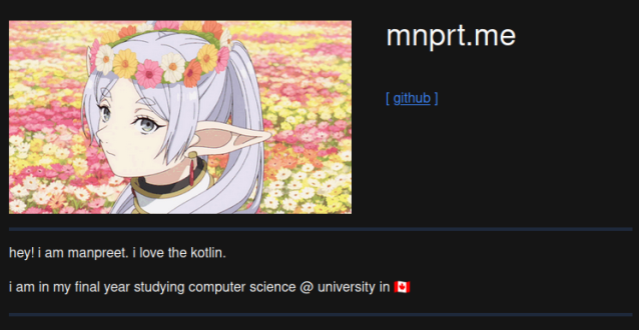 mnprt.me
[ github ]
hey! i am manpreet. i love the kotlin.
i am in my final year studying computer science @ university in 🇨🇦